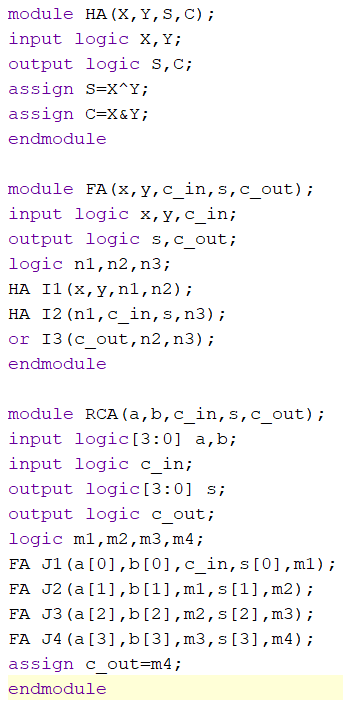 module HA(X,Y,S,C);
input logic X,Y;
output logic S,C;
assign S=X^Y;
assign C=X&Y;
endmodule

module FA(x,y,c_in,s,c_out);
input logic x,y,c_in;
output logic s,c_out;
logic n1,n2,n3;
HA I1(x,y,n1,n2);
HA I2(n1,c_in,s,n3);
or I3(c_out,n2,n3);
endmodule

module RCA(a,b,c_in,s,c_out);
input logic[3:0] a,b;
input logic c_in;
output logic[3:0] s;
output logic c_out;
logic m1,m2,m3,m4;
FA J1(a[0],b[0],c_in,s[0],m1);
FA J2(a[1],b[1],m1,s[1],m2);
FA J3(a[2],b[2],m2,s[2],m3);
FA J4(a[3],b[3],m3,s[3],m4);
assign c_out=m4;
endmodule